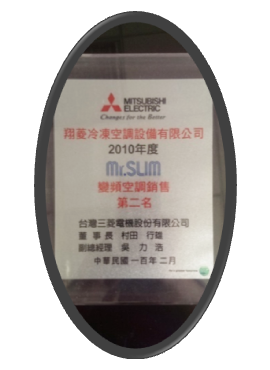 MITSUBISHI
ELECTRIC
Changes for the Better
翔菱冷凍空調設備有限公司
2010年度
Mr.SLIM
變頻空調銷售
第二名
台灣三菱電機股份有限公司
董事長 村田 行雄
副總經理 吳 力 浩
中華民國 一百年 二月